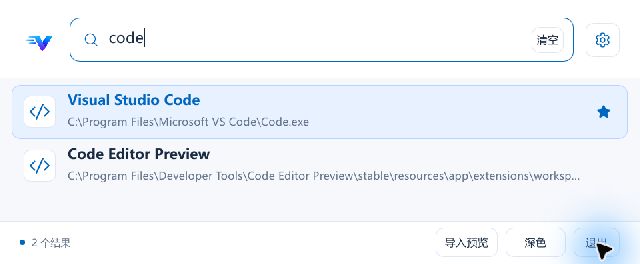 code
清空
Visual Studio Code
C:\Program Files\Microsoft VS Code\Code.exe
Code Editor Preview
C:\Program Files\Developer Tools\Code Editor Preview\stable\resources\app\extensions\worksp...
2 个结果
导入预览
深色